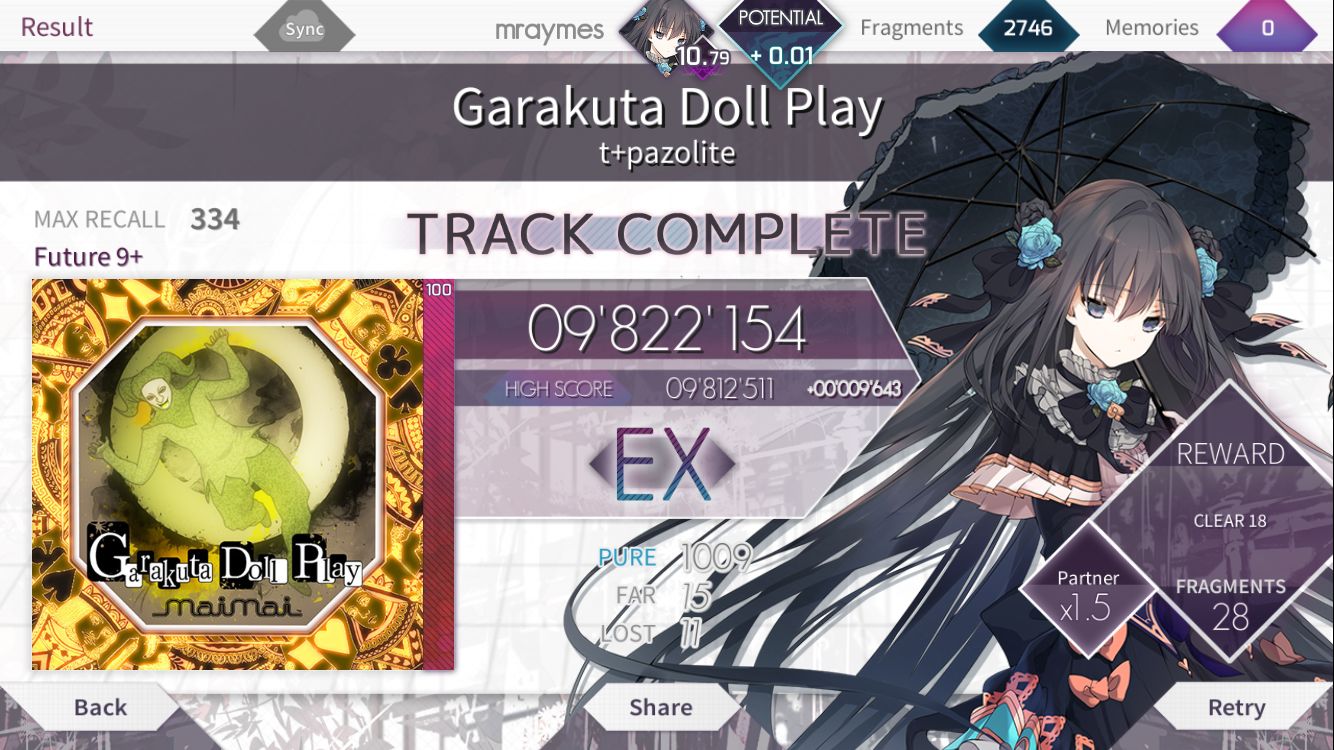 Result
Sync
mraymes
10.79
POTENTIAL
+ 0.01
Fragments
2746
Memories
0
Garakuta Doll Play
t+pazolite
MAX RECALL 334
TRACK COMPLETE
Future 9+
100
09'822'154
HIGH SCORE 09'812'511 +00'009'643
EX
Garakuta Doll Play
maimai
PURE 1009
FAR 15
LOST 11
REWARD
CLEAR 18
FRAGMENTS
28
Partner
x1.5
Back
Share
Retry